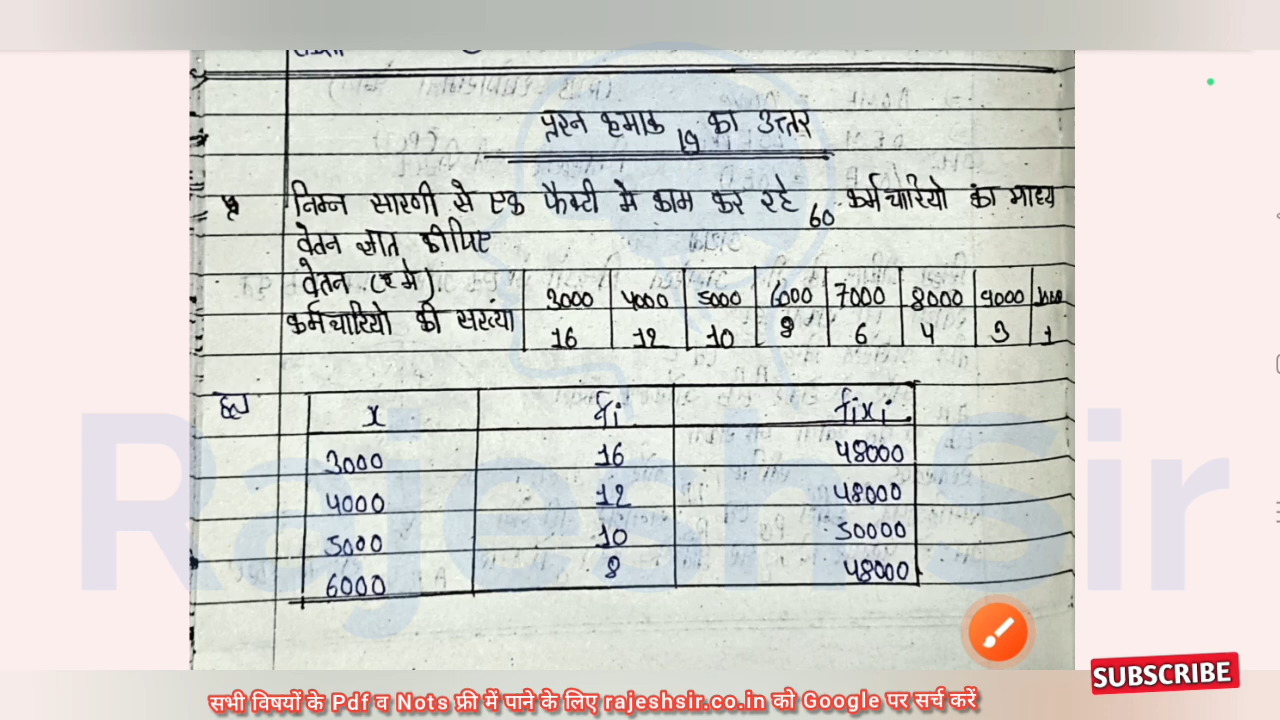 प्रश्न क्रमांक 19 का उत्तर
प्र निम्न सारणी से एक फैक्ट्री मे काम कर रहे 60 कर्मचारियो का माध्य
वेतन ज्ञात कीजिए
वेतन (₹ मे) 3000 4000 5000 6000 7000 8000 9000
कर्मचारियो की संख्या 16 12 10 8 6 4 3 1
हल
x fi fixi
3000 16 48000
4000 12 48000
5000 10 50000
6000 8 48000
Rajesh Sir
SUBSCRIBE
सभी विषयों के Pdf व Nots फ्री में पाने के लिए rajeshsir.co.in को Google पर सर्च करें